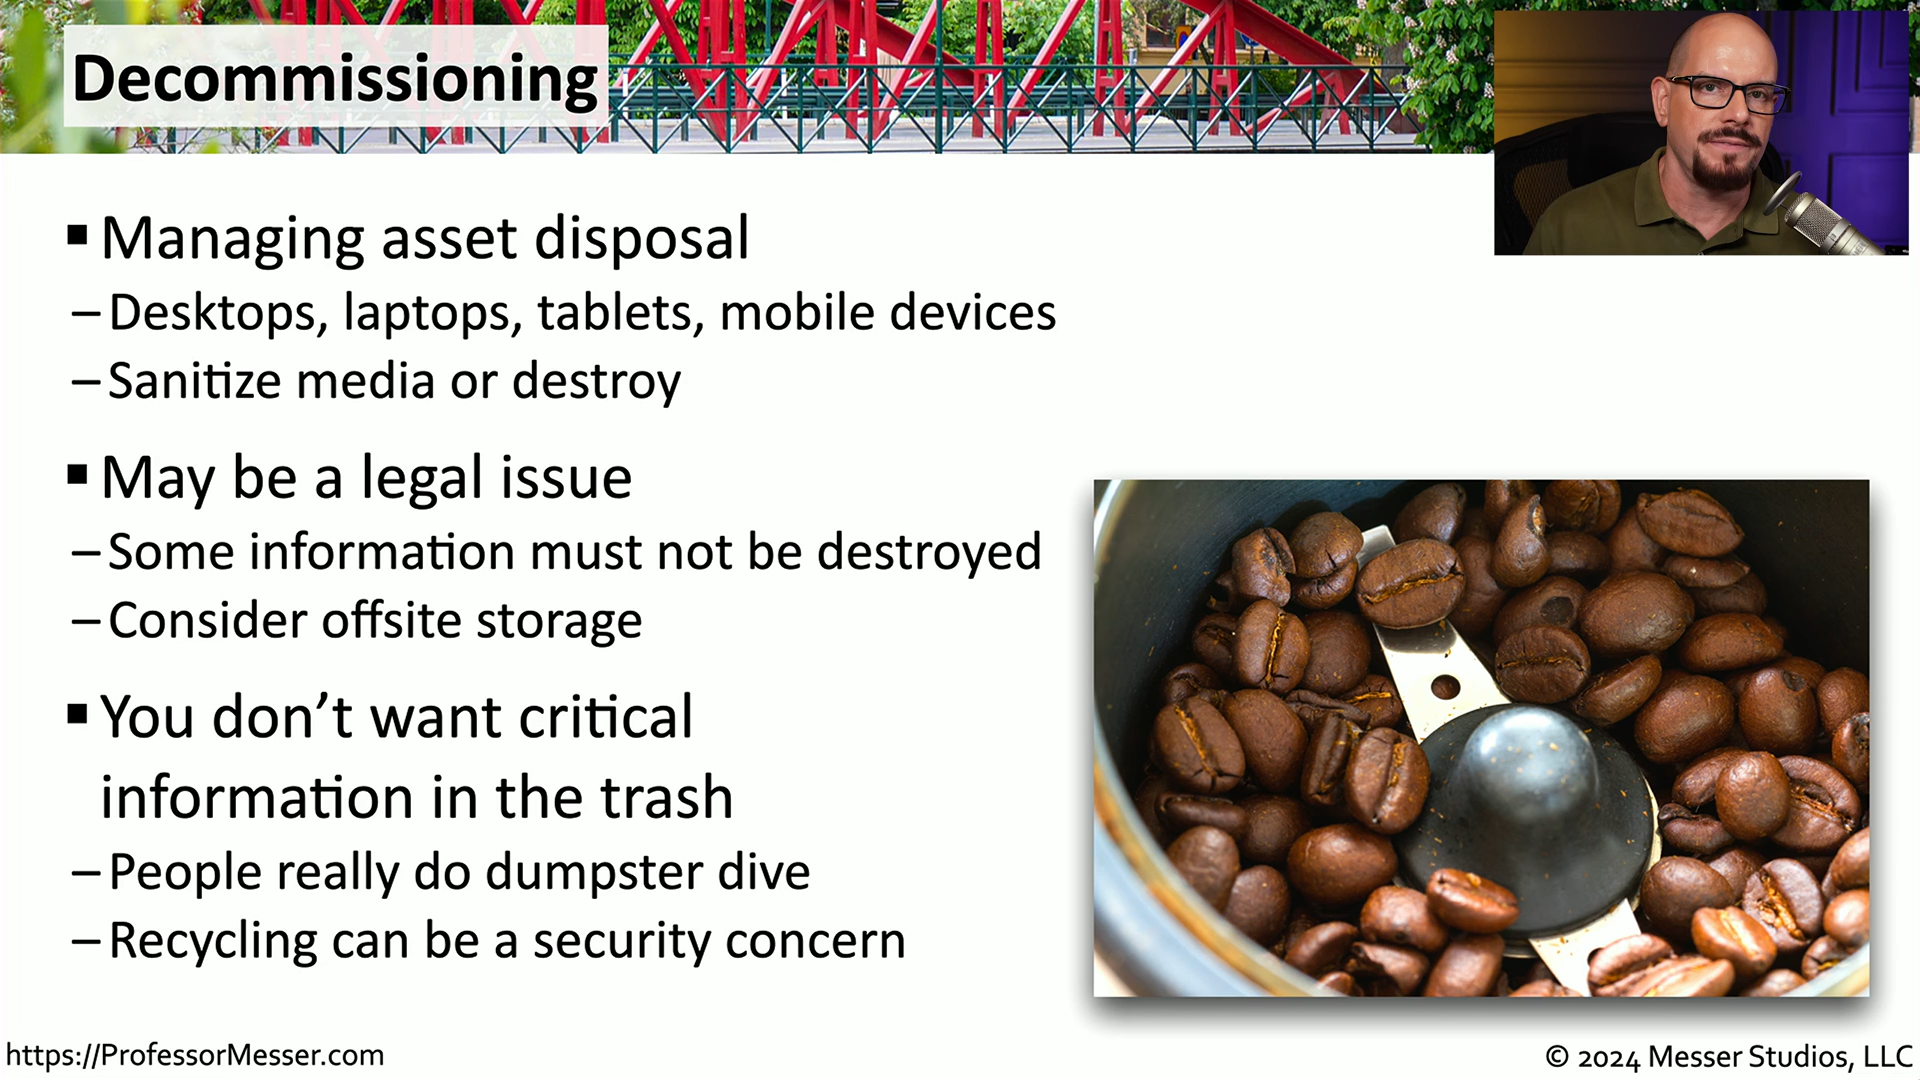 Decommissioning
▪ Managing asset disposal
– Desktops, laptops, tablets, mobile devices
– Sanitize media or destroy
▪ May be a legal issue
– Some information must not be destroyed
– Consider offsite storage
▪ You don’t want critical
information in the trash
– People really do dumpster dive
– Recycling can be a security concern
https://ProfessorMesser.com
© 2024 Messer Studios, LLC